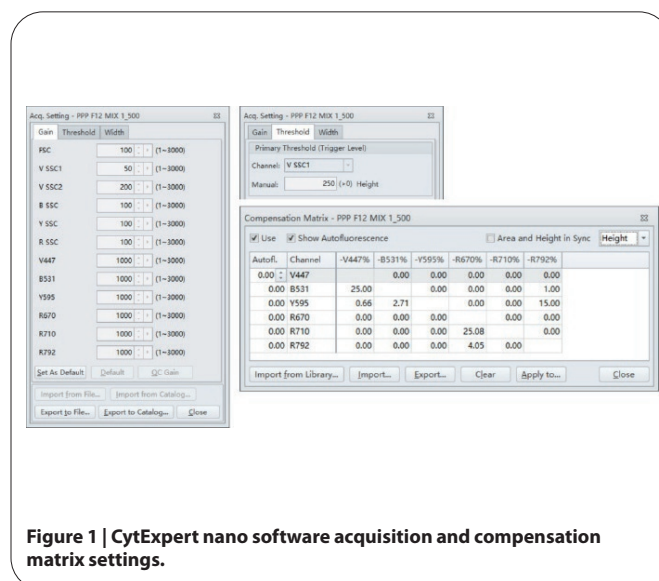 Acq. Setting - PPP F12 MIX 1_500
Gain Threshold Width
FSC 100 (1~3000)
V SSC1 50 (1~3000)
V SSC2 200 (1~3000)
B SSC 100 (1~3000)
Y SSC 100 (1~3000)
R SSC 100 (1~3000)
V447 1000 (1~3000)
B531 1000 (1~3000)
Y595 1000 (1~3000)
R670 1000 (1~3000)
R710 1000 (1~3000)
R792 1000 (1~3000)
Set As Default Default QC Gain
Import from File... Import from Catalog...
Export to File... Export to Catalog... Close
Acq. Setting - PPP F12 MIX 1_500
Gain Threshold Width
Primary Threshold (Trigger Level)
Channel: V SSC1
Manual: 250 (+0) Height
Compensation Matrix - PPP F12 MIX 1_500
Use Show Autofluorescence Area and Height in Sync Height
Autofl. Channel -V447% -B531% -Y595% -R670% -R710% -R792%
0.00 V447 0.00 0.00 0.00 0.00 0.00
0.00 B531 25.00 0.00 0.00 0.00 1.00
0.00 Y595 0.66 2.71 0.00 0.00 15.00
0.00 R670 0.00 0.00 0.00 0.00 0.00
0.00 R710 0.00 0.00 0.00 25.08 0.00
0.00 R792 0.00 0.00 0.00 4.05 0.00
Import from Library... Import... Export... Clear Apply to... Close
Figure 1 | CytExpert nano software acquisition and compensation
matrix settings.